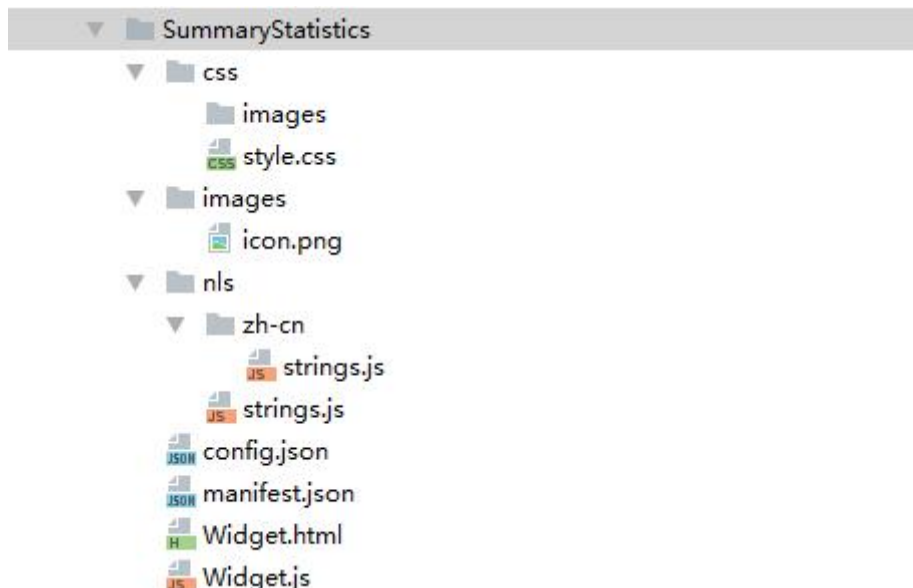 SummaryStatistics
css
images
style.css
images
icon.png
nls
zh-cn
strings.js
strings.js
config.json
manifest.json
Widget.html
Widget.js